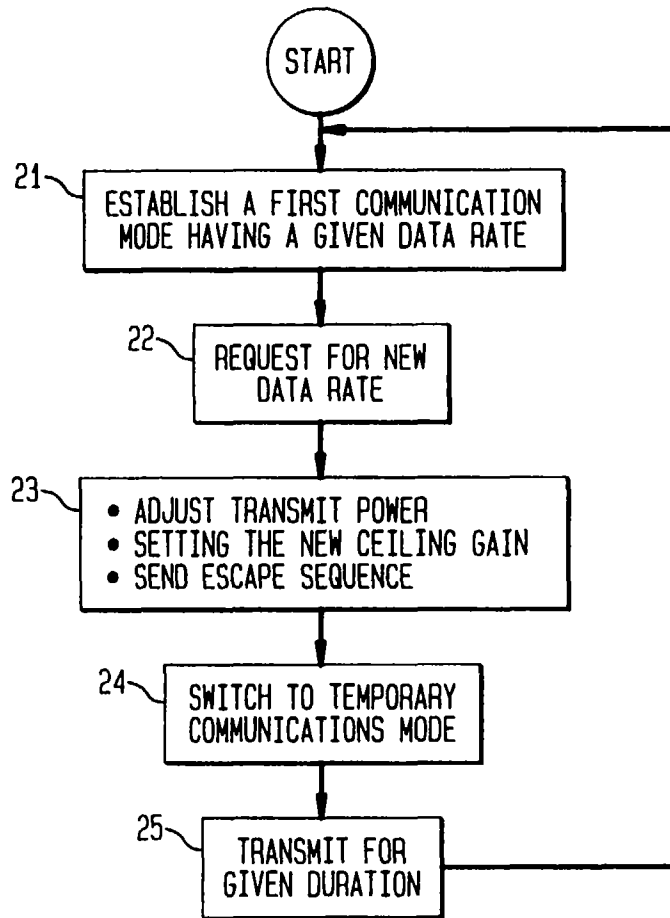 START
21
ESTABLISH A FIRST COMMUNICATION
MODE HAVING A GIVEN DATA RATE
22
REQUEST FOR NEW
DATA RATE
23
• ADJUST TRANSMIT POWER
• SETTING THE NEW CEILING GAIN
• SEND ESCAPE SEQUENCE
24
SWITCH TO TEMPORARY
COMMUNICATIONS MODE
25
TRANSMIT FOR
GIVEN DURATION